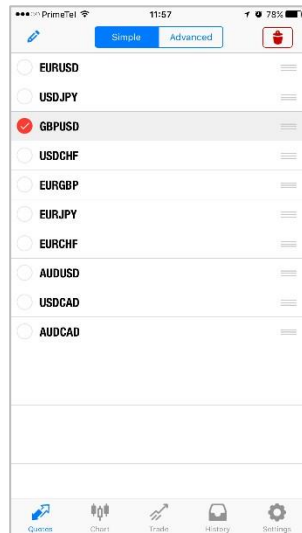 PrimeTel 11:57 78%
Simple Advanced
EURUSD
USDJPY
GBPUSD
USDCHF
EURGBP
EURJPY
EURCHF
AUDUSD
USDCAD
AUDCAD
Quotes Chart Trade History Settings